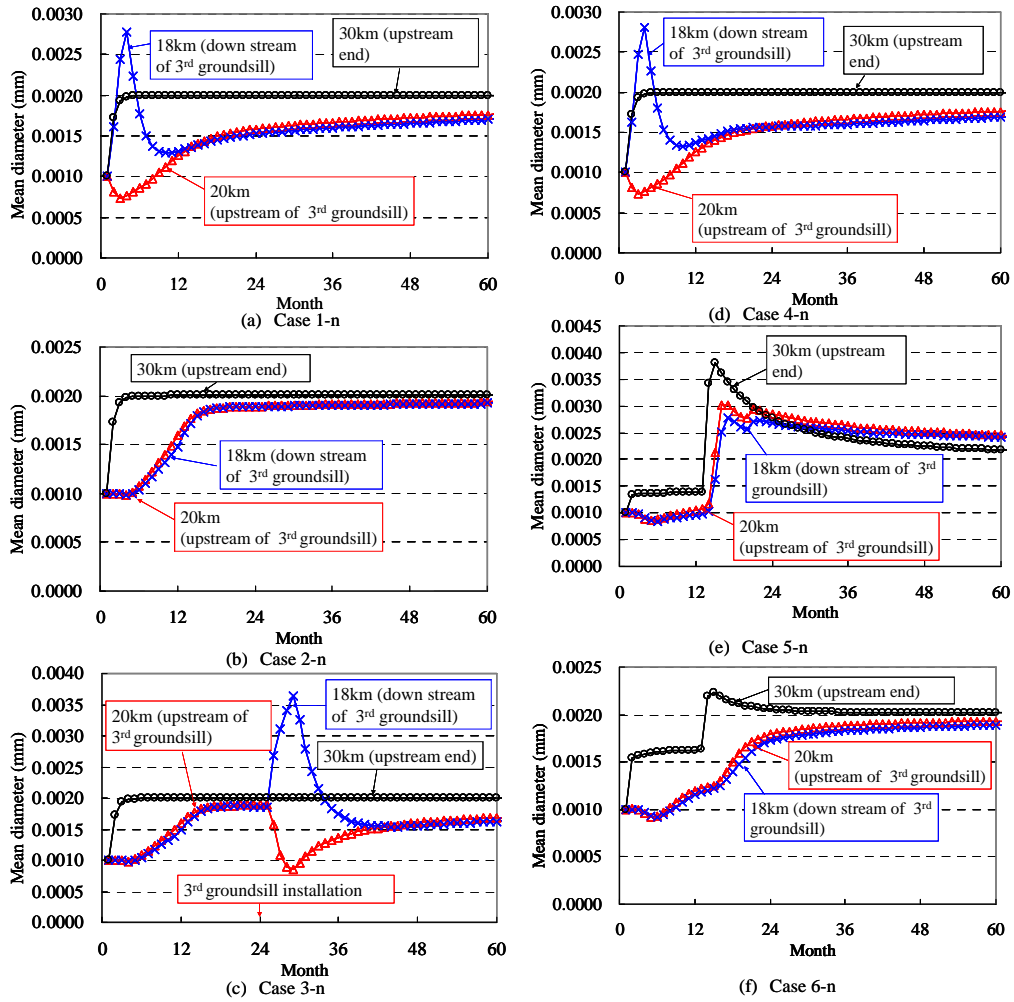 0.0030
0.0025
0.0020
0.0015
0.0010
0.0005
0.0000
Mean diameter (mm)
18km (down stream
of 3rd groundsill)
30km (upstream
end)
20km
(upstream of 3rd groundsill)
0 12 24 36 48 60
Month
(a) Case 1-n
0.0025
0.0020
0.0015
0.0010
0.0005
0.0000
Mean diameter (mm)
30km (upstream end)
18km (down stream
of 3rd groundsill)
20km
(upstream of 3rd groundsill)
0 12 24 36 48 60
Month
(b) Case 2-n
0.0040
0.0035
0.0030
0.0025
0.0020
0.0015
0.0010
0.0005
0.0000
Mean diameter (mm)
20km (upstream of
3rd groundsill)
18km (down stream
of 3rd groundsill)
30km (upstream end)
3rd groundsill installation
0 12 24 36 48 60
Month
(c) Case 3-n
0.0030
0.0025
0.0020
0.0015
0.0010
0.0005
0.0000
Mean diameter (mm)
18km (down stream
of 3rd groundsill)
30km (upstream
end)
20km
(upstream of 3rd groundsill)
0 12 24 36 48 60
Month
(d) Case 4-n
0.0045
0.0040
0.0035
0.0030
0.0025
0.0020
0.0015
0.0010
0.0005
0.0000
Mean diameter (mm)
30km (upstream
end)
18km (down stream of 3rd
groundsill)
20km
(upstream of 3rd groundsill)
0 12 24 36 48 60
Month
(e) Case 5-n
0.0025
0.0020
0.0015
0.0010
0.0005
0.0000
Mean diameter (mm)
30km (upstream end)
20km
(upstream of 3rd groundsill)
18km (down stream of 3rd
groundsill)
0 12 24 36 48 60
Month
(f) Case 6-n